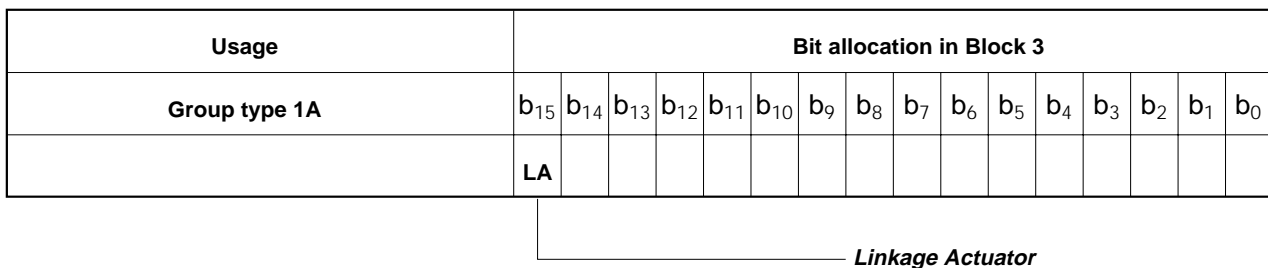 Usage Bit allocation in Block 3
Group type 1A b15 b14 b13 b12 b11 b10 b9 b8 b7 b6 b5 b4 b3 b2 b1 b0
LA
Linkage Actuator